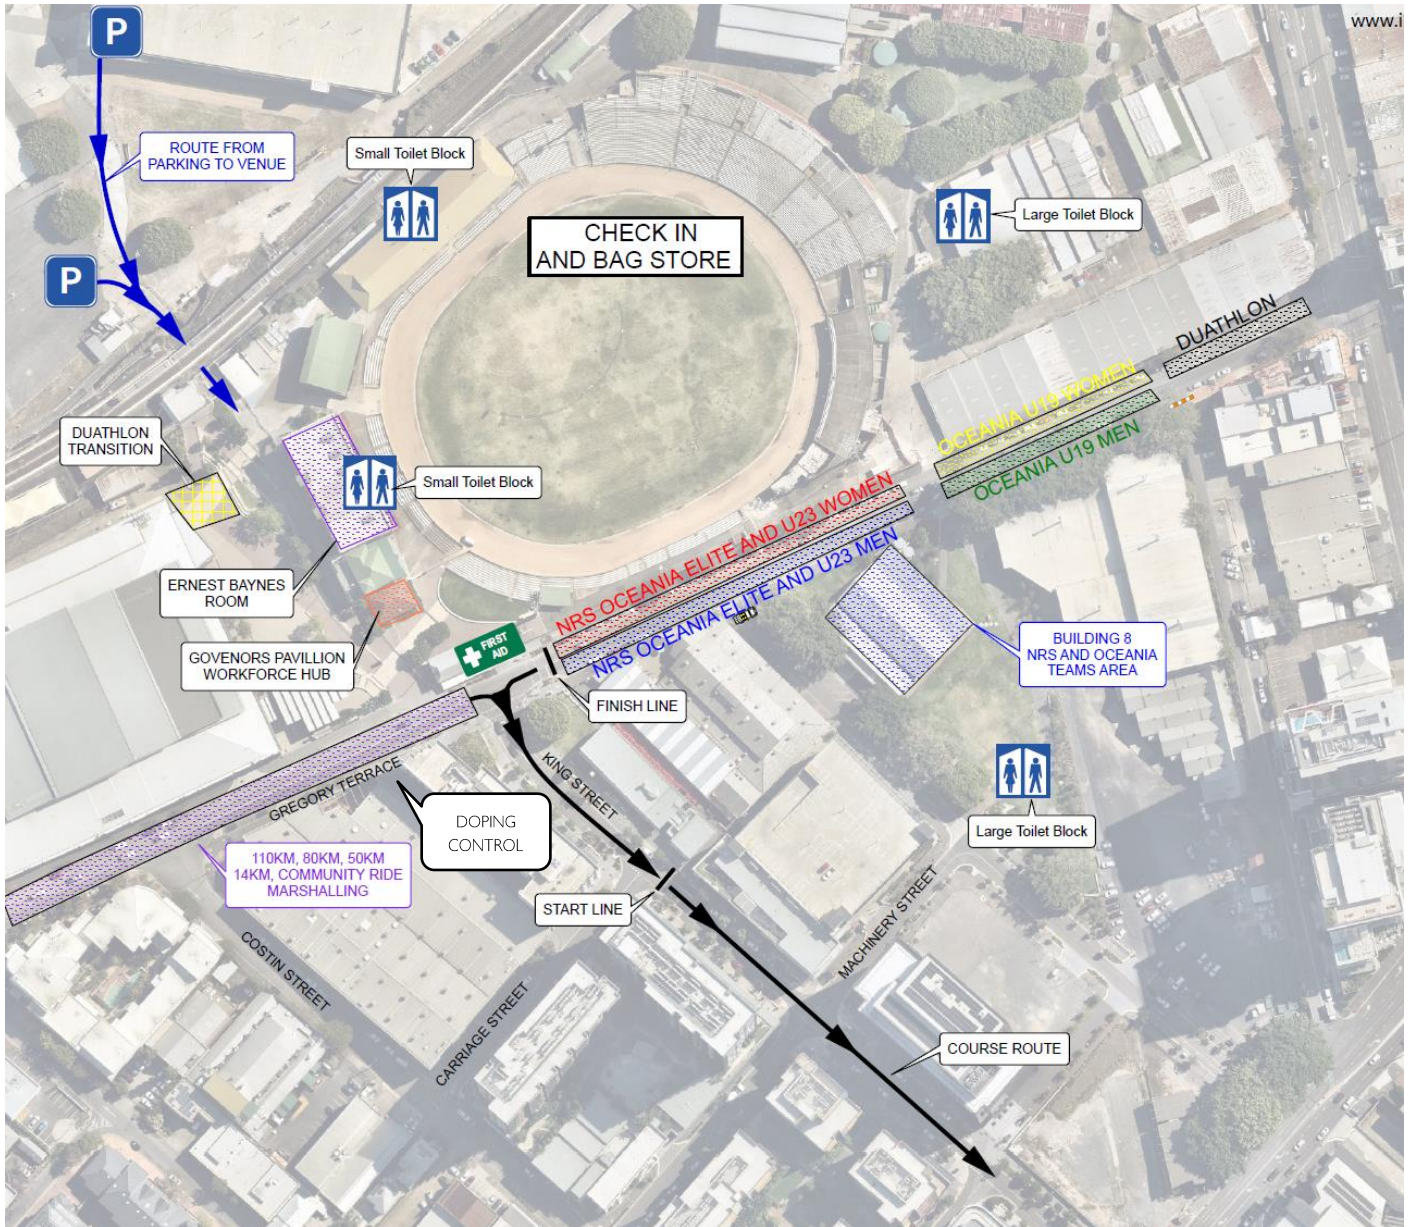 www.i
P
ROUTE FROM
PARKING TO VENUE
Small Toilet Block
CHECK IN
AND BAG STORE
Large Toilet Block
P
DUATHLON
DUATHLON
TRANSITION
OCEANIA U19 WOMEN
OCEANIA U19 MEN
Small Toilet Block
NRS OCEANIA ELITE AND U23 WOMEN
NRS OCEANIA ELITE AND U23 MEN
ERNEST BAYNES
ROOM
GOVENORS PAVILLION
WORKFORCE HUB
FIRST
AID
BUILDING 8
NRS AND OCEANIA
TEAMS AREA
FINISH LINE
KING STREET
GREGORY TERRACE
DOPING
CONTROL
Large Toilet Block
110KM, 80KM, 50KM
14KM, COMMUNITY RIDE
MARSHALLING
START LINE
MACHINERY STREET
COSTIN STREET
CARRIAGE STREET
COURSE ROUTE